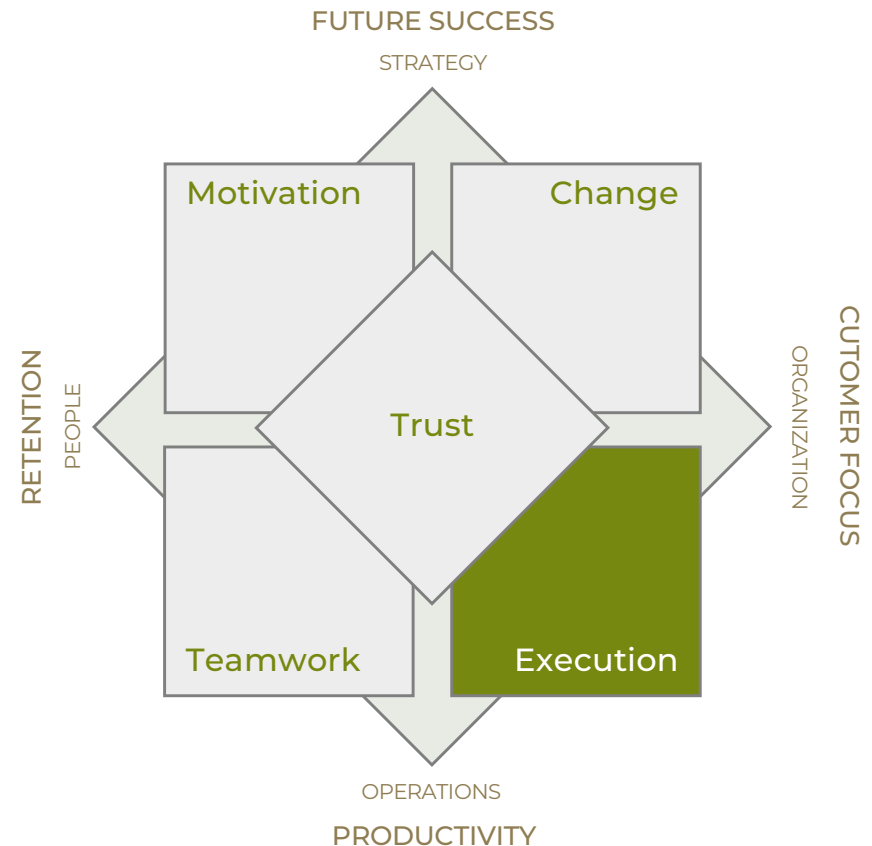 FUTURE SUCCESS
STRATEGY
Motivation
Change
RETENTION
PEOPLE
Trust
ORGANIZATION
CUTOMER FOCUS
Teamwork
Execution
OPERATIONS
PRODUCTIVITY